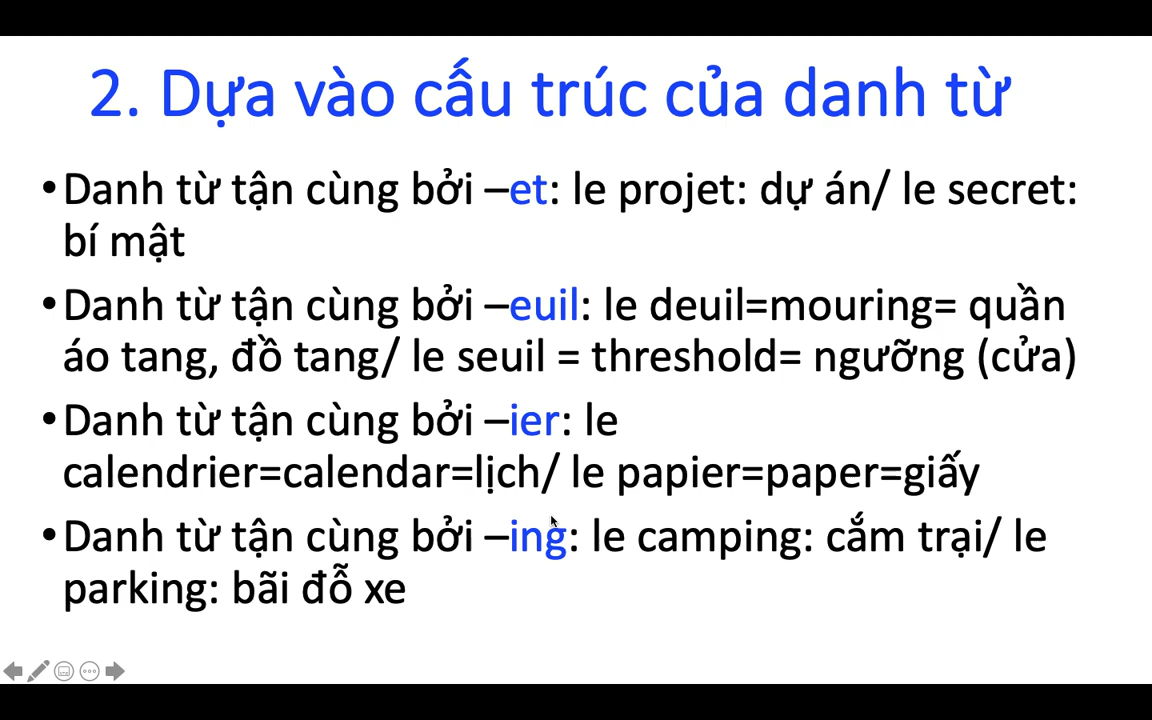 2. Dựa vào cấu trúc của danh từ
•Danh từ tận cùng bởi –et: le projet: dự án/ le secret:
bí mật
•Danh từ tận cùng bởi –euil: le deuil=mouring= quần
áo tang, đồ tang/ le seuil = threshold= ngưỡng (cửa)
•Danh từ tận cùng bởi –ier: le
calendrier=calendar=lịch/ le papier=paper=giấy
•Danh từ tận cùng bởi –ing: le camping: cắm trại/ le
parking: bãi đỗ xe